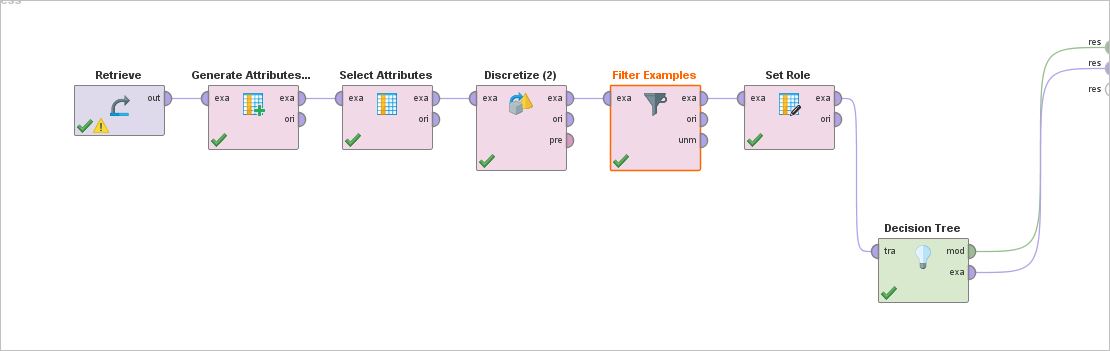 res
Retrieve
Generate Attributes...
Select Attributes
Discretize (2)
Filter Examples
Set Role
res
res
out
exa
exa
exa
exa
exa
exa
exa
exa
exa
exa
ori
ori
ori
ori
ori
pre
unm
Decision Tree
tra
mod
exa